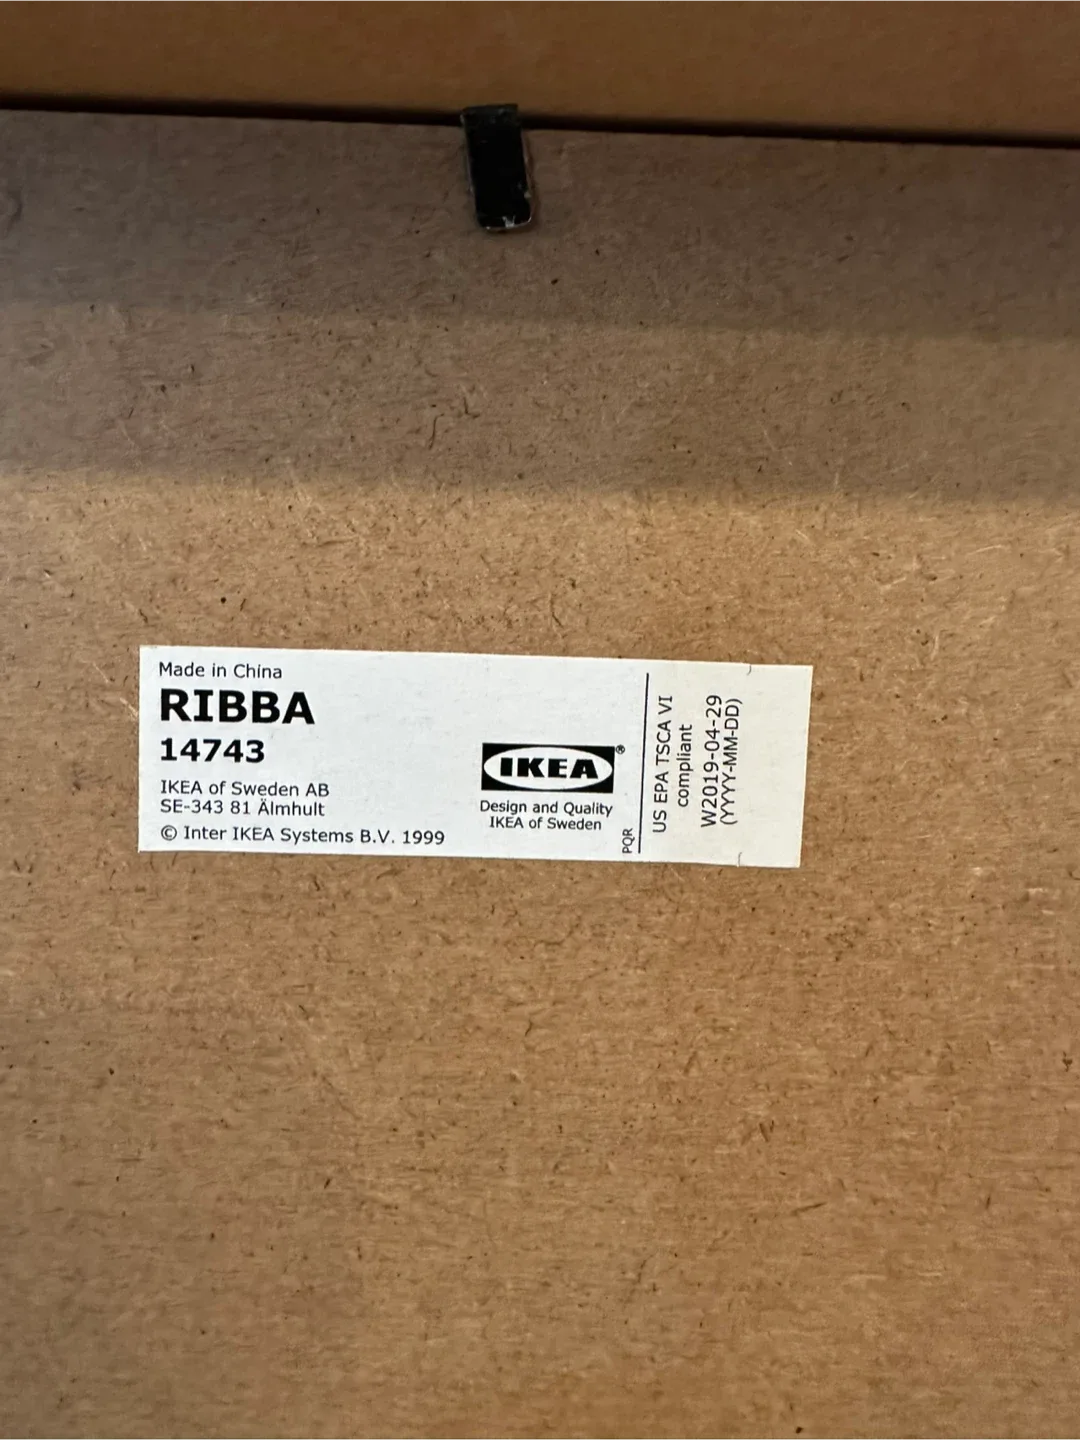 Made in China
RIBBA
14743
IKEA of Sweden AB
SE-343 81 Älmhult
© Inter IKEA Systems B.V. 1999
IKEA®
Design and Quality
IKEA of Sweden
PQR
US EPA TSCA VI
compliant
W2019-04-29
(YYYY-MM-DD)